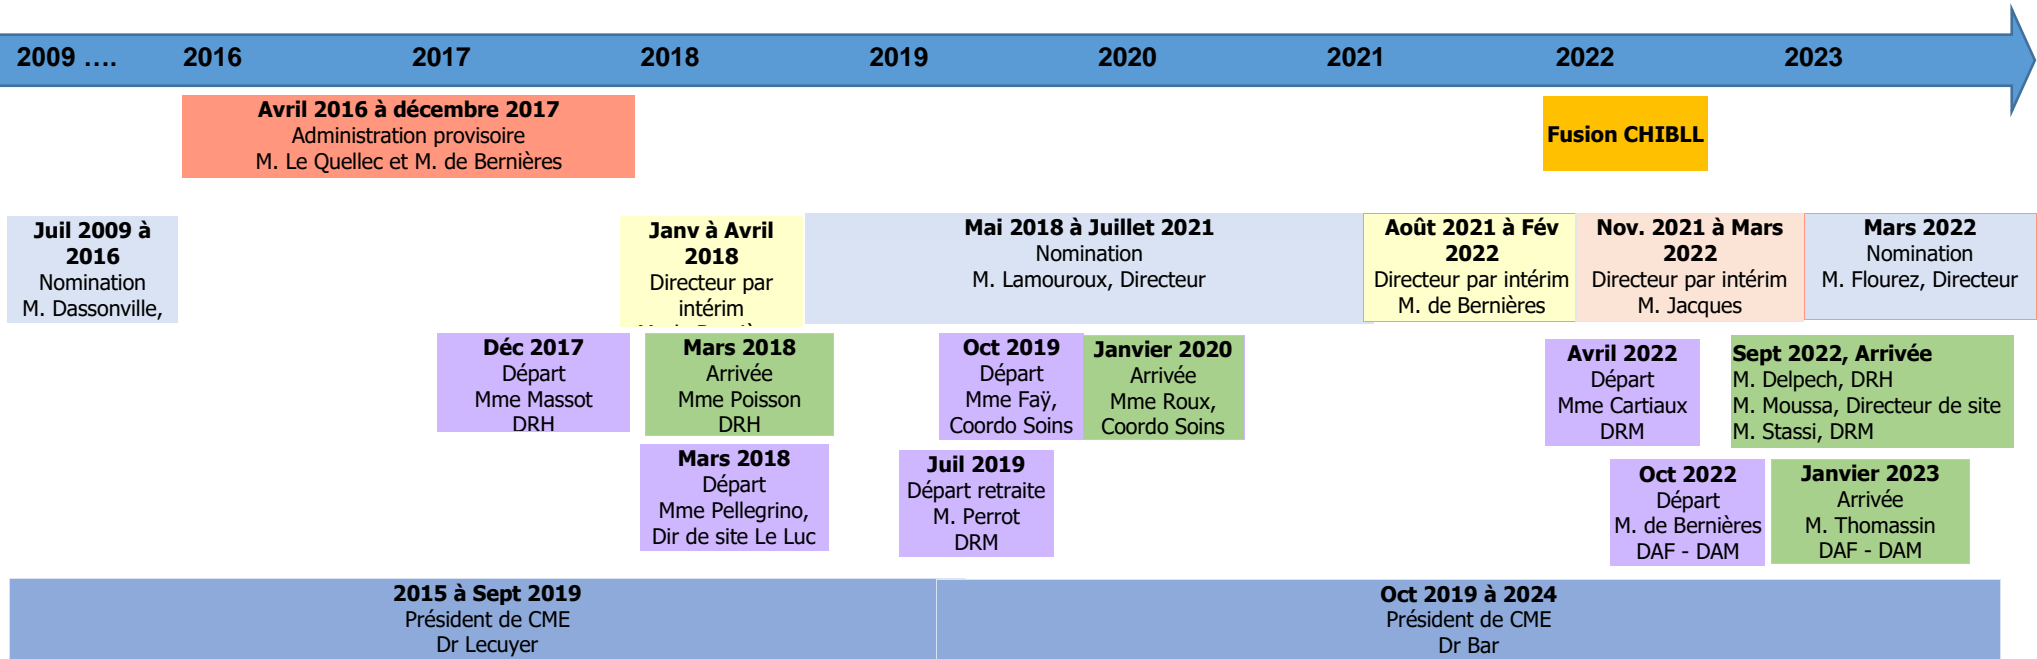 2009 .... 2016 2017 2018 2019 2020 2021 2022 2023
Avril 2016 à décembre 2017
Administration provisoire
M. Le Quellec et M. de Bernières
Fusion CHIBLL
Juil 2009 à
2016
Nomination
M. Dassonville,
Janv à Avril
2018
Directeur par
intérim
Mai 2018 à Juillet 2021
Nomination
M. Lamouroux, Directeur
Août 2021 à Fév
2022
Directeur par intérim
M. de Bernières
Nov. 2021 à Mars
2022
Directeur par intérim
M. Jacques
Mars 2022
Nomination
M. Flourez, Directeur
Déc 2017
Départ
Mme Massot
DRH
Mars 2018
Arrivée
Mme Poisson
DRH
Oct 2019
Départ
Mme Faÿ,
Coordo Soins
Janvier 2020
Arrivée
Mme Roux,
Coordo Soins
Avril 2022
Départ
Mme Cartiaux
DRM
Sept 2022, Arrivée
M. Delpech, DRH
M. Moussa, Directeur de site
M. Stassi, DRM
Mars 2018
Départ
Mme Pellegrino,
Dir de site Le Luc
Juil 2019
Départ retraite
M. Perrot
DRM
Oct 2022
Départ
M. de Bernières
DAF - DAM
Janvier 2023
Arrivée
M. Thomassin
DAF - DAM
2015 à Sept 2019
Président de CME
Dr Lecuyer
Oct 2019 à 2024
Président de CME
Dr Bar